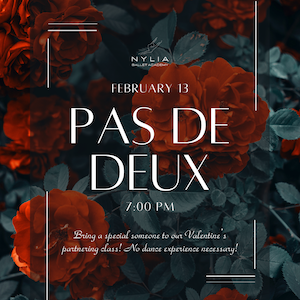 NYLIA
BALLET ACADEMY
FEBRUARY 13
PAS DE
DEUX
7:00 PM
Bring a special someone to our Valentine's
partnering class! No dance experience necessary!